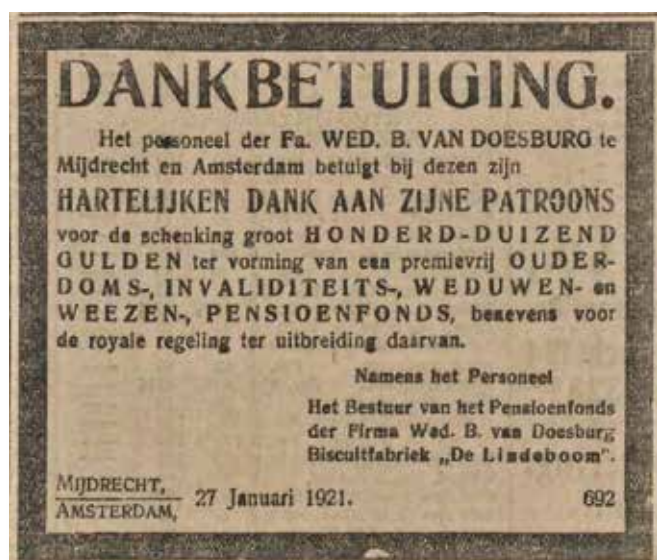 DANKBETUIGING.
Het personeel der Fa. WED. B. VAN DOESBURG te
Mijdrecht en Amsterdam betuigt bij dezen zijn
HARTELIJKEN DANK AAN ZIJNE PATROONS
voor de schenking groot HONDERD-DUIZEND
GULDEN ter vorming van een premievrij OUDER-
DOMS-, INVALIDITEITS-, WEDUWEN- en
WEEZEN-, PENSIOENFONDS, benevens voor
de royale regeling ter uitbreiding daarvan.
Namens het Personeel
Het Bestuur van het Pensioenfonds
der Firma Wed. B. van Doesburg
Biscuitfabriek „De Lindeboom".
MIJDRECHT,
AMSTERDAM, 27 Januari 1921. 692